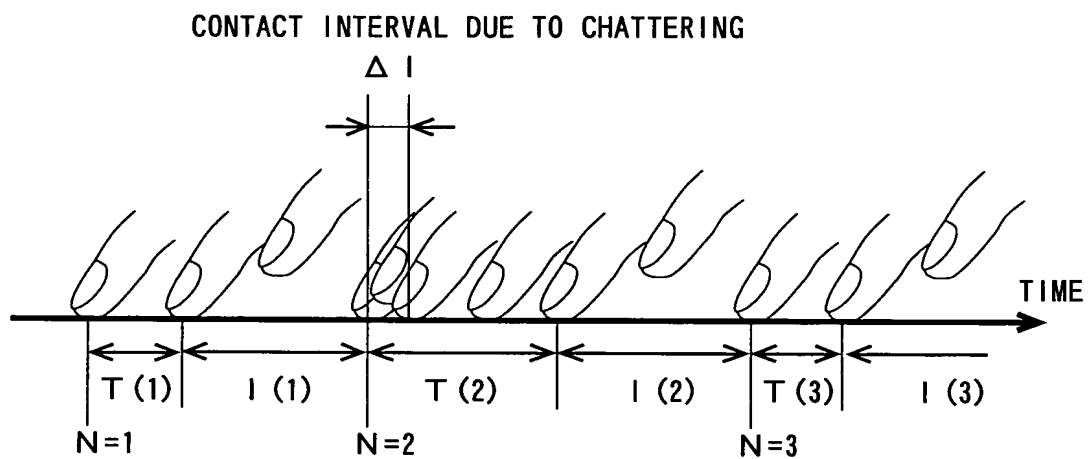 CONTACT INTERVAL DUE TO CHATTERING
Δ I
TIME
T (1) I (1) T (2) I (2) T (3) I (3)
N=1 N=2 N=3